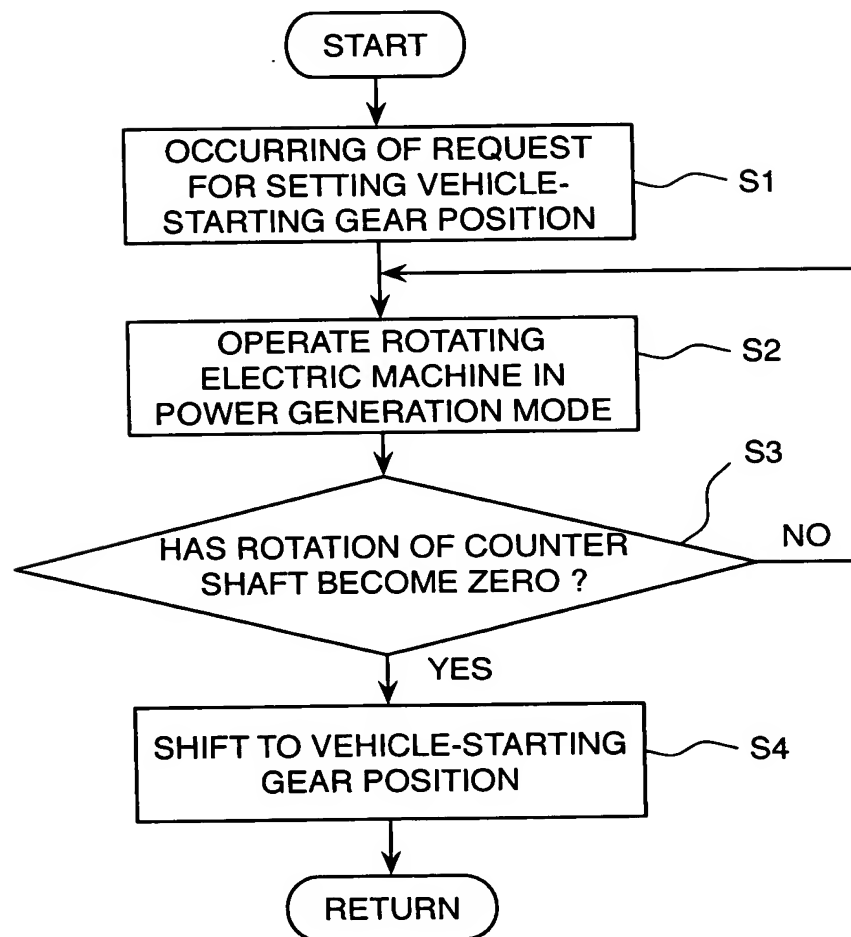 START
OCCURRING OF REQUEST
FOR SETTING VEHICLE-
STARTING GEAR POSITION
S1
OPERATE ROTATING
ELECTRIC MACHINE IN
POWER GENERATION MODE
S2
S3
HAS ROTATION OF COUNTER
SHAFT BECOME ZERO ?
NO
YES
SHIFT TO VEHICLE-STARTING
GEAR POSITION
S4
RETURN